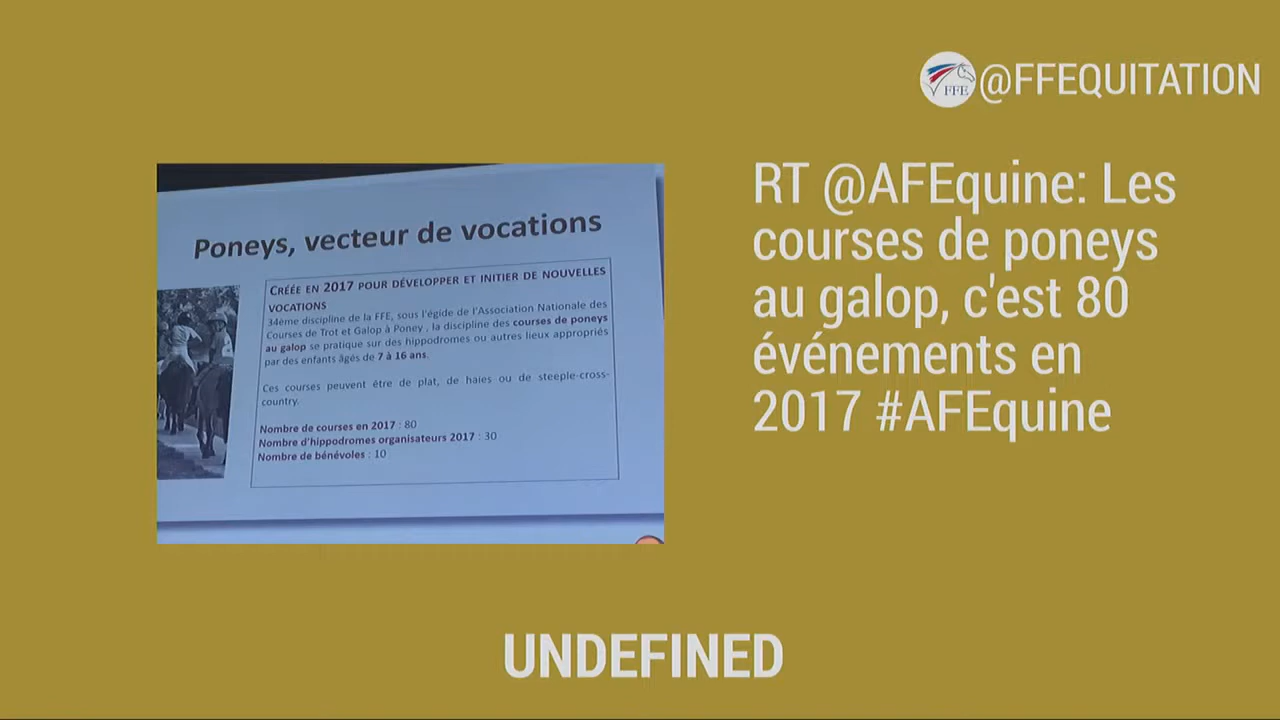 FFE
@FFEQUITATION
RT @AFEquine: Les
courses de poneys
au galop, c'est 80
événements en
2017 #AFEquine
Poneys, vecteur de vocations
CRÉÉE EN 2017 POUR DÉVELOPPER ET INITIER DE NOUVELLES
VOCATIONS
34ème discipline de la FFE, sous l'égide de l'Association Nationale des
Courses de Trot et Galop à Poney , la discipline des courses de poneys
au galop se pratique sur des hippodromes ou autres lieux appropriés
par des enfants âgés de 7 à 16 ans.
Ces courses peuvent être de plat, de haies ou de steeple-cross-
country.
Nombre de courses en 2017 : 80
Nombre d'hippodromes organisateurs 2017 : 30
Nombre de bénévoles : 10
UNDEFINED